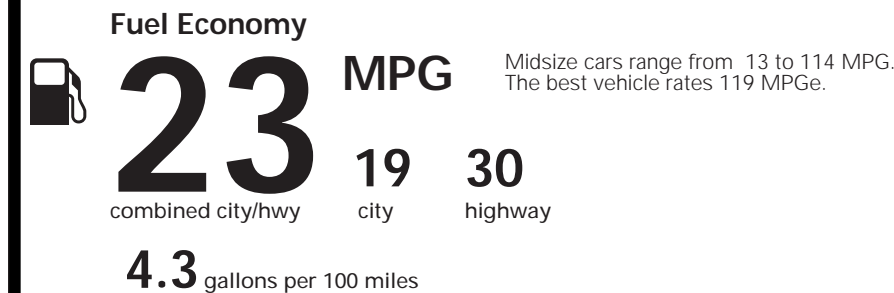 Fuel Economy
23 MPG
Midsize cars range from 13 to 114 MPG.
The best vehicle rates 119 MPGe.
19 30
combined city/hwy city highway
4.3 gallons per 100 miles